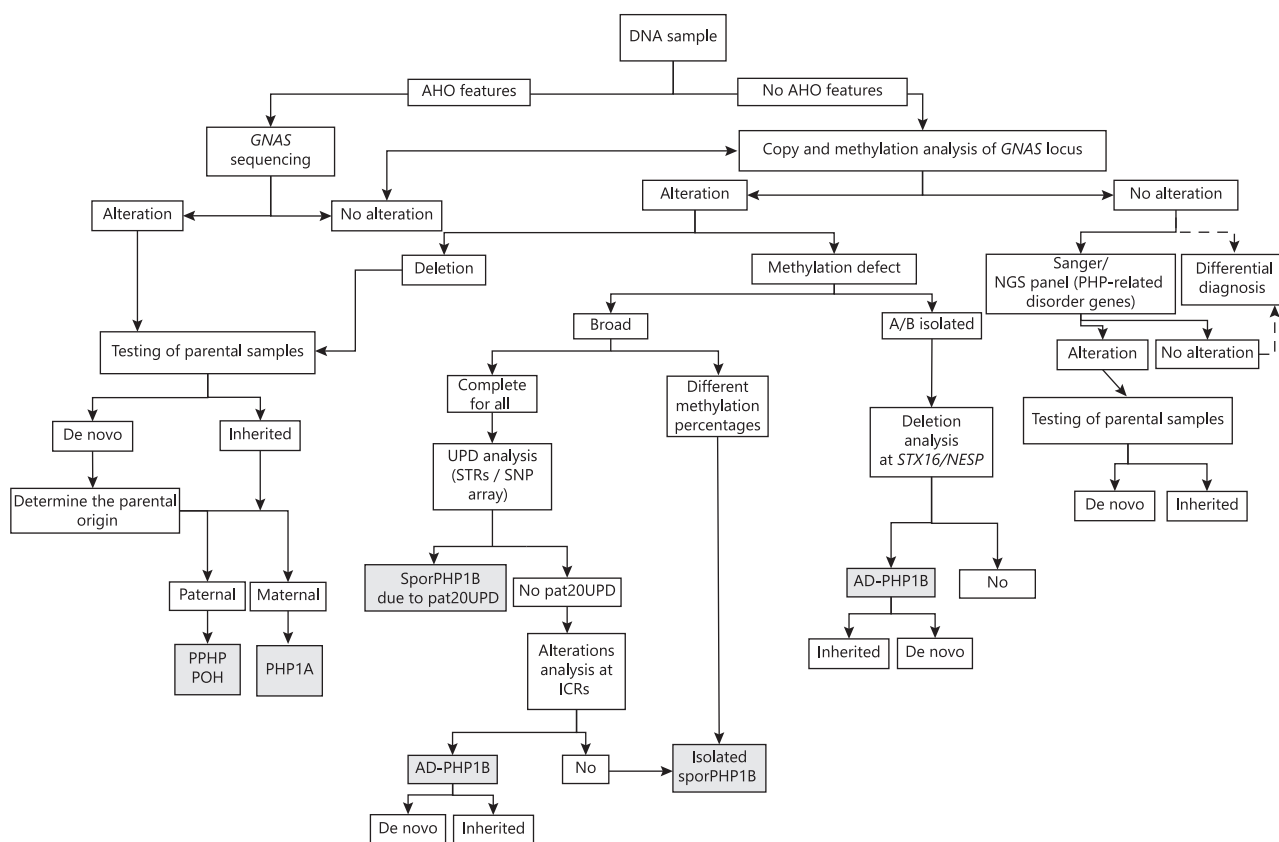 DNA sample
AHO features
No AHO features
GNAS
sequencing
Copy and methylation analysis of GNAS locus
Alteration
No alteration
Alteration
No alteration
Deletion
Methylation defect
Sanger/
NGS panel (PHP-related
disorder genes)
Differential
diagnosis
Broad
A/B isolated
Testing of parental samples
Alteration
No alteration
Complete
for all
Different
methylation
percentages
De novo
Inherited
Deletion
analysis
at STX16/NESP
Testing of parental samples
UPD analysis
(STRs / SNP
array)
Determine the parental
origin
De novo
Inherited
SporPHP1B
due to pat20UPD
No pat20UPD
AD-PHP1B
No
Paternal
Maternal
PPHP
POH
PHP1A
Alterations
analysis at
ICRs
Inherited
De novo
AD-PHP1B
No
Isolated
sporPHP1B
De novo
Inherited